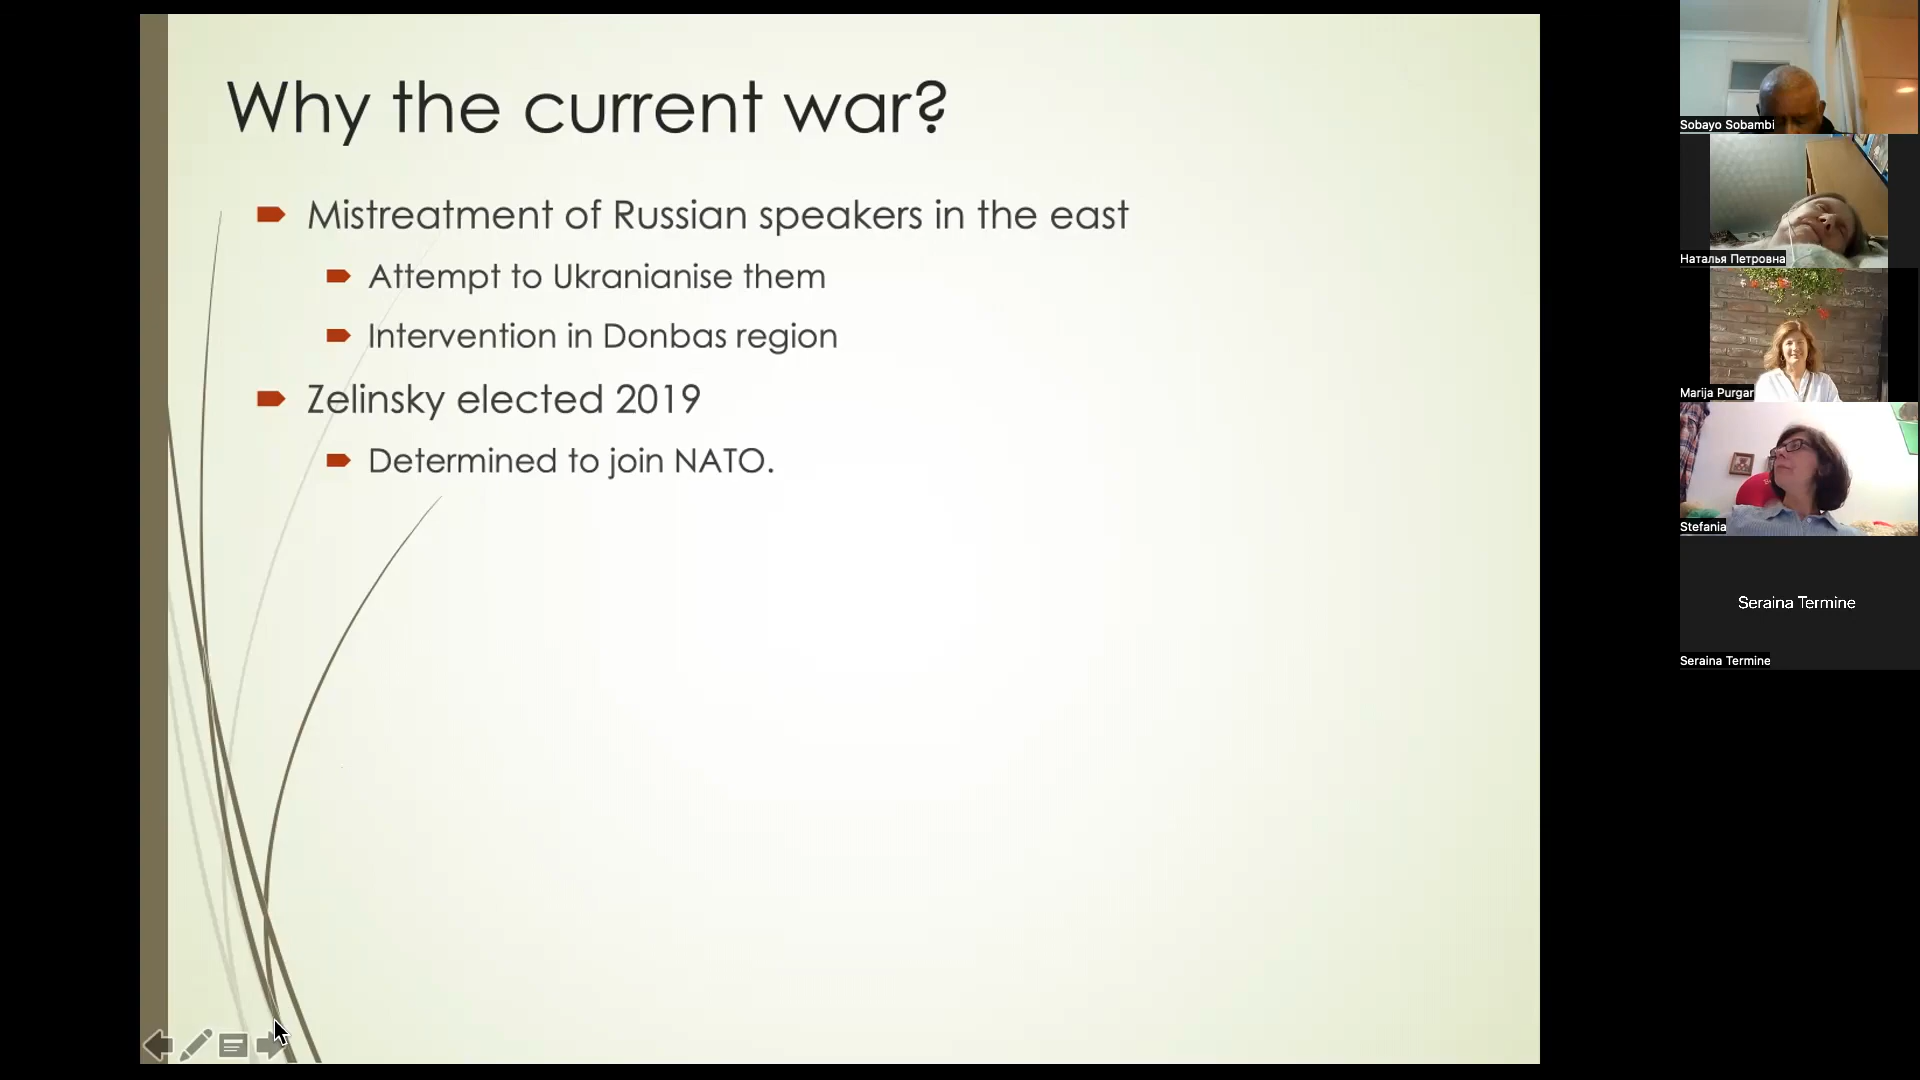 Why the current war?
Mistreatment of Russian speakers in the east
Attempt to Ukranianise them
Intervention in Donbas region
Zelinsky elected 2019
Determined to join NATO.
Sobayo Sobambi
Наталья Петровна
Marija Purgar
Stefania
Seraina Termine
Seraina Termine